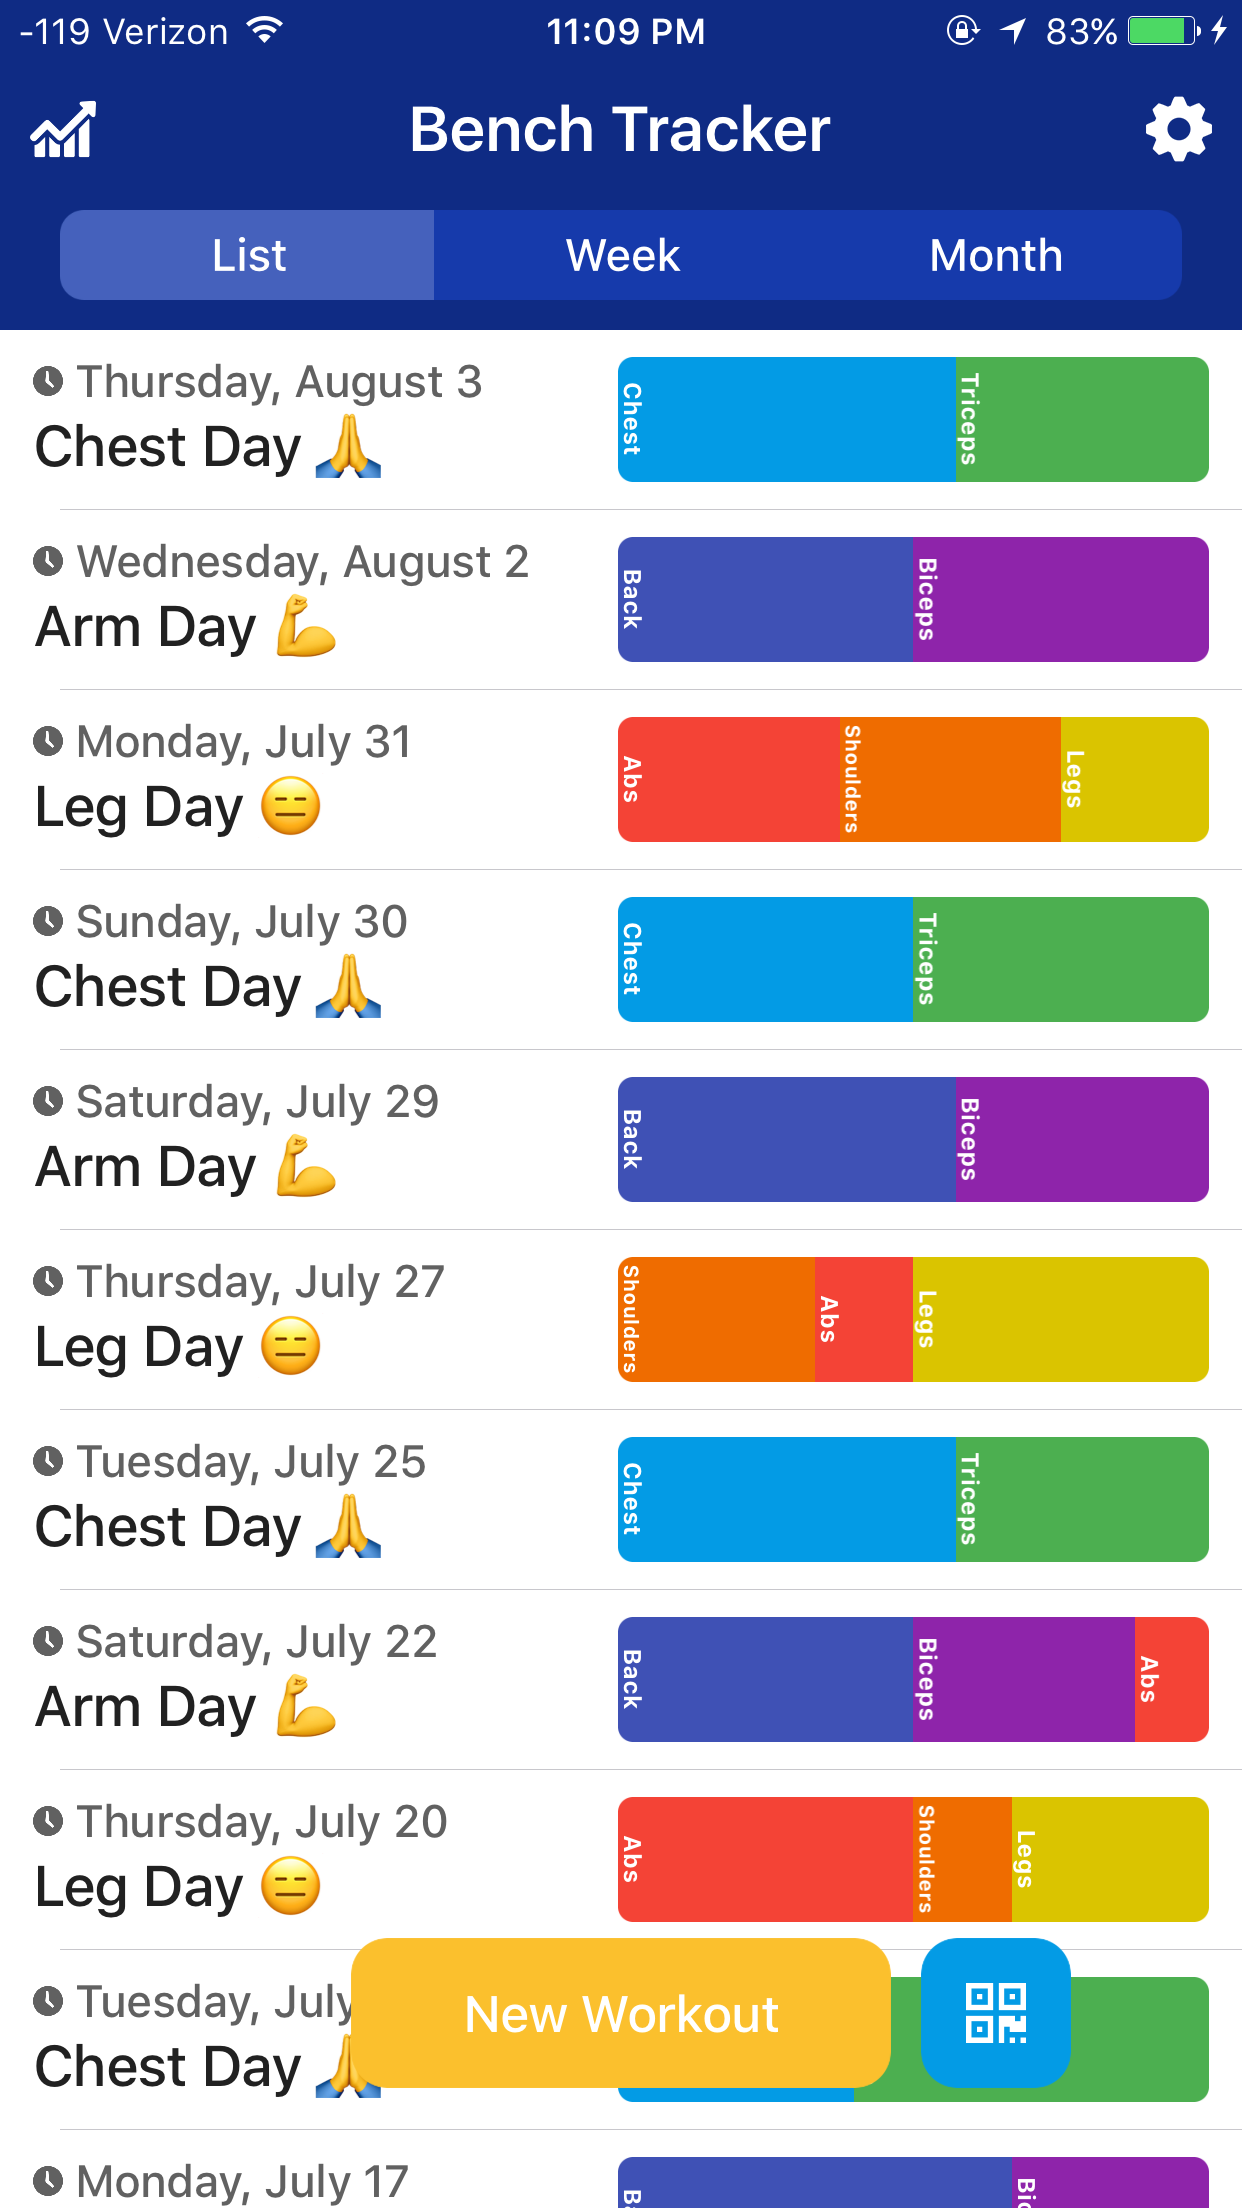 -119 Verizon 11:09 PM 83%
Bench Tracker
List Week Month
Thursday, August 3
Chest Day 🙏
Chest Triceps
Wednesday, August 2
Arm Day 💪
Back Biceps
Monday, July 31
Leg Day 😑
Abs Shoulders Legs
Sunday, July 30
Chest Day 🙏
Chest Triceps
Saturday, July 29
Arm Day 💪
Back Biceps
Thursday, July 27
Leg Day 😑
Shoulders Abs Legs
Tuesday, July 25
Chest Day 🙏
Chest Triceps
Saturday, July 22
Arm Day 💪
Back Biceps Abs
Thursday, July 20
Leg Day 😑
Abs Shoulders Legs
Tuesday, July
Chest Day 🙏
New Workout
Monday, July 17